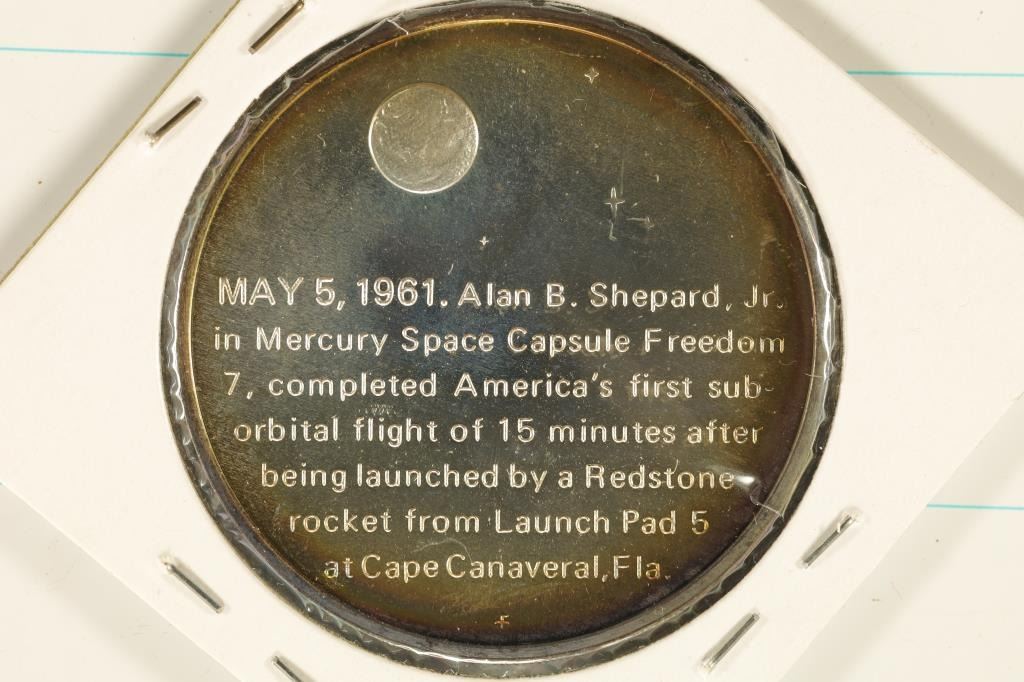 MAY 5, 1961. Alan B. Shepard, Jr.
in Mercury Space Capsule Freedom
7, completed America's first sub-
orbital flight of 15 minutes after
being launched by a Redstone
rocket from Launch Pad 5
at Cape Canaveral, Fla.